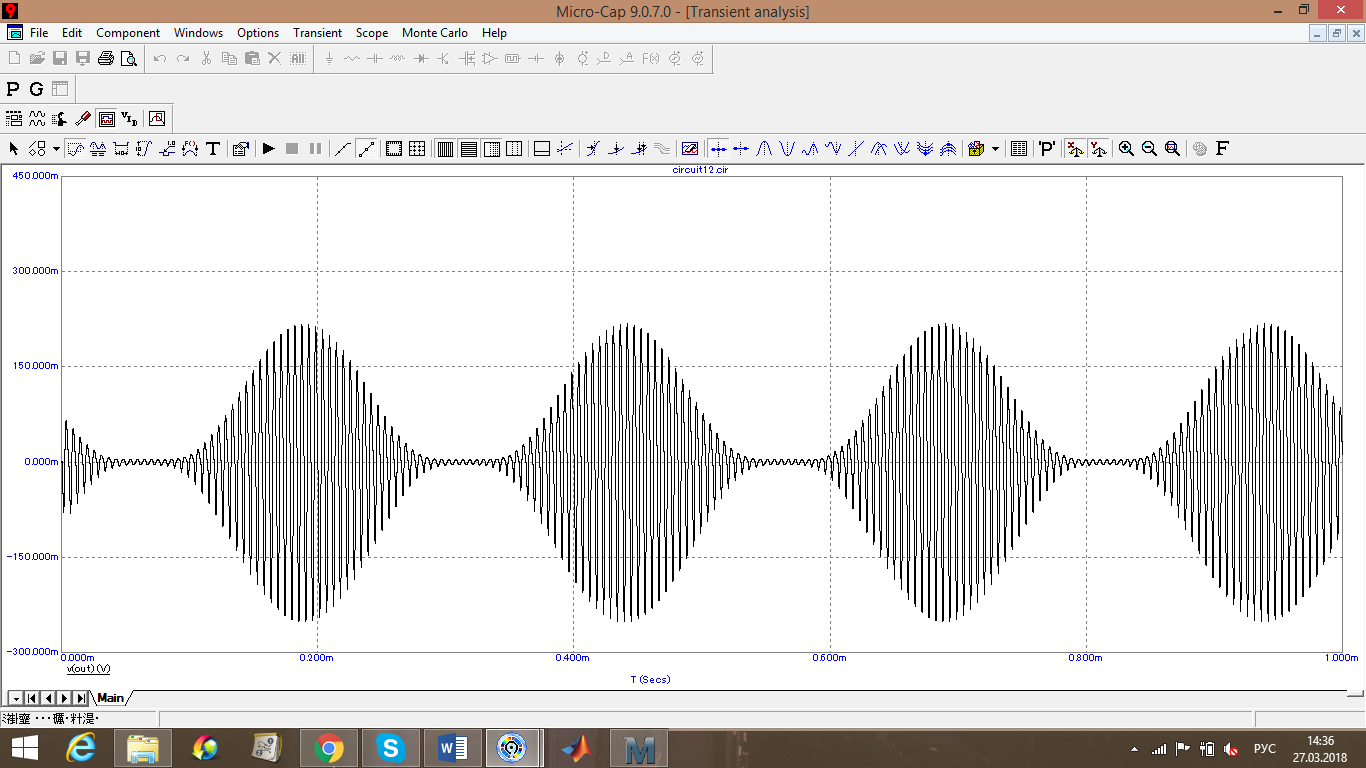 Micro-Cap 9.0.7.0 - [Transient analysis]
File Edit Component Windows Options Transient Scope Monte Carlo Help
P G
circuit12.cir
450.000m
300.000m
150.000m
0.000m
-150.000m
-300.000m
0.000m 0.200m 0.400m 0.600m 0.800m 1.000m
v(out) (V)
T (Secs)
Main
РУС
14:36
27.03.2018